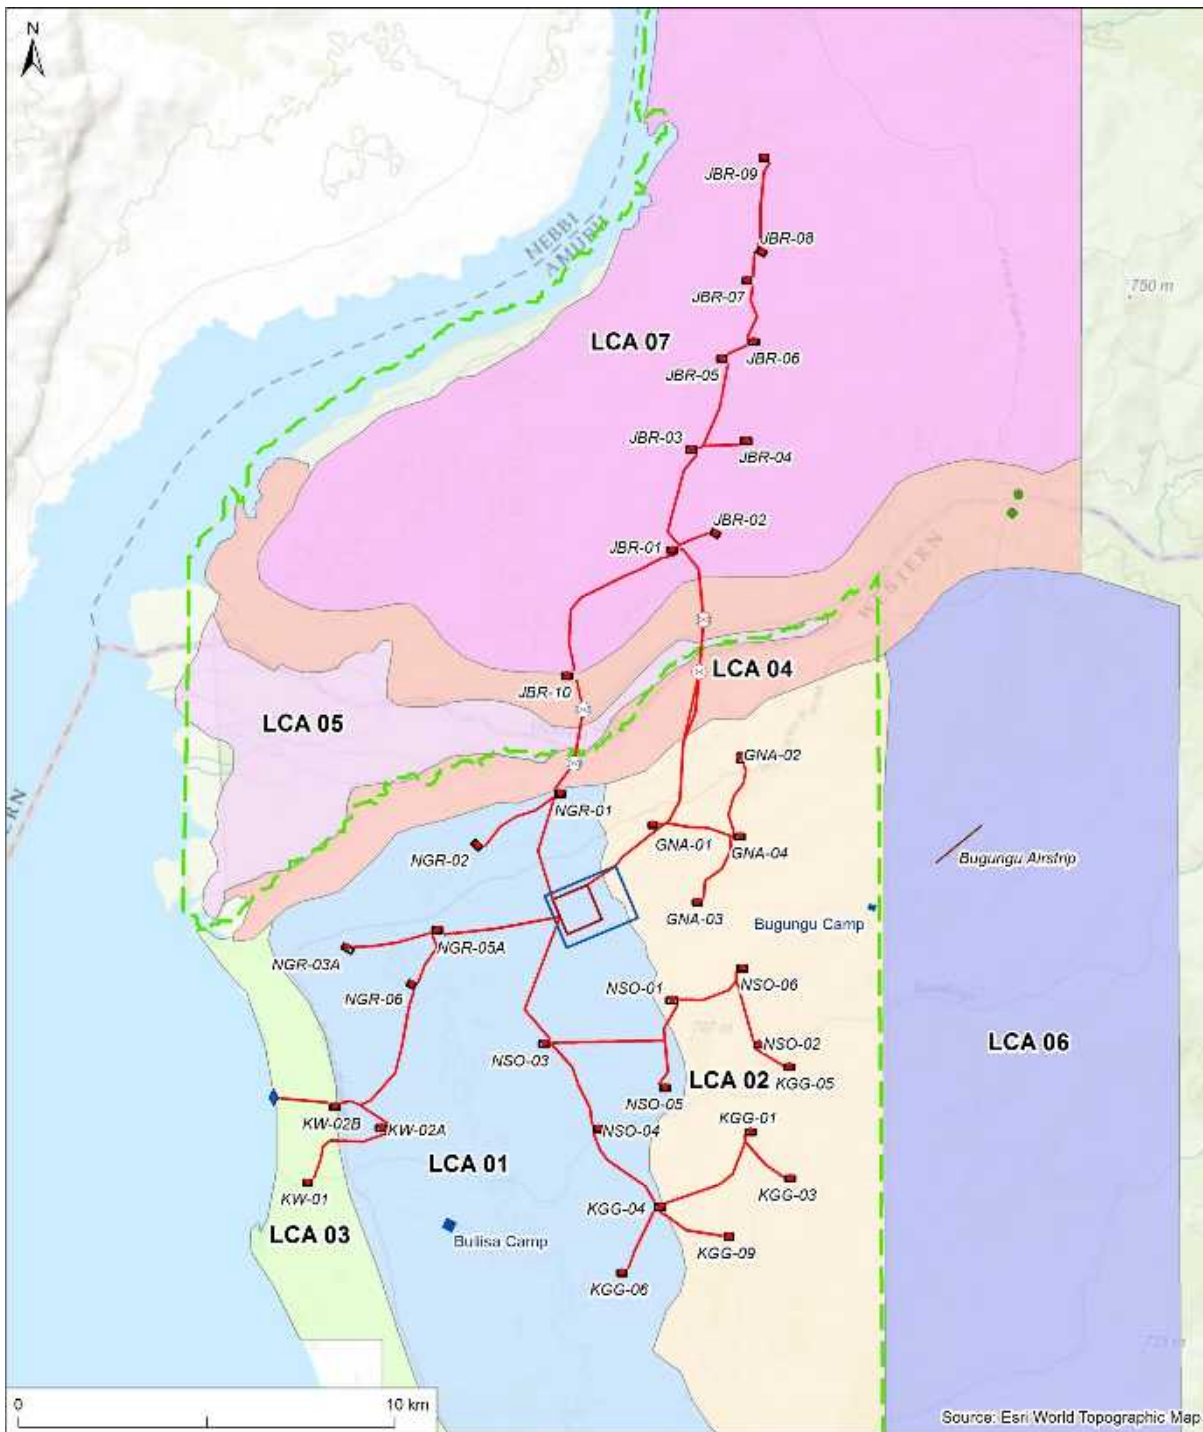 N
JBR-09
NEBBI
AMURU
JBR-08
750 m
JBR-07
LCA 07
JBR-06
JBR-05
JBR-03
JBR-04
JBR-02
JBR-01
WESTERN
LCA 04
JBR-10
LCA 05
GNA-02
NGR-01
GNA-01
GNA-04
NGR-02
Bugungu Airstrip
GNA-03
Bugungu Camp
NGR-05A
NGR-03A
NSO-06
NGR-06
NSO-01
NSO-03
NSO-02
LCA 06
KGG-05
LCA 02
NSO-05
KW-02B
KW-02A
NSO-04
KGG-01
LCA 01
KGG-03
KW-01
KGG-04
LCA 03
Buliisa Camp
KGG-09
KGG-06
0
10 km
Source: Esri World Topographic Map